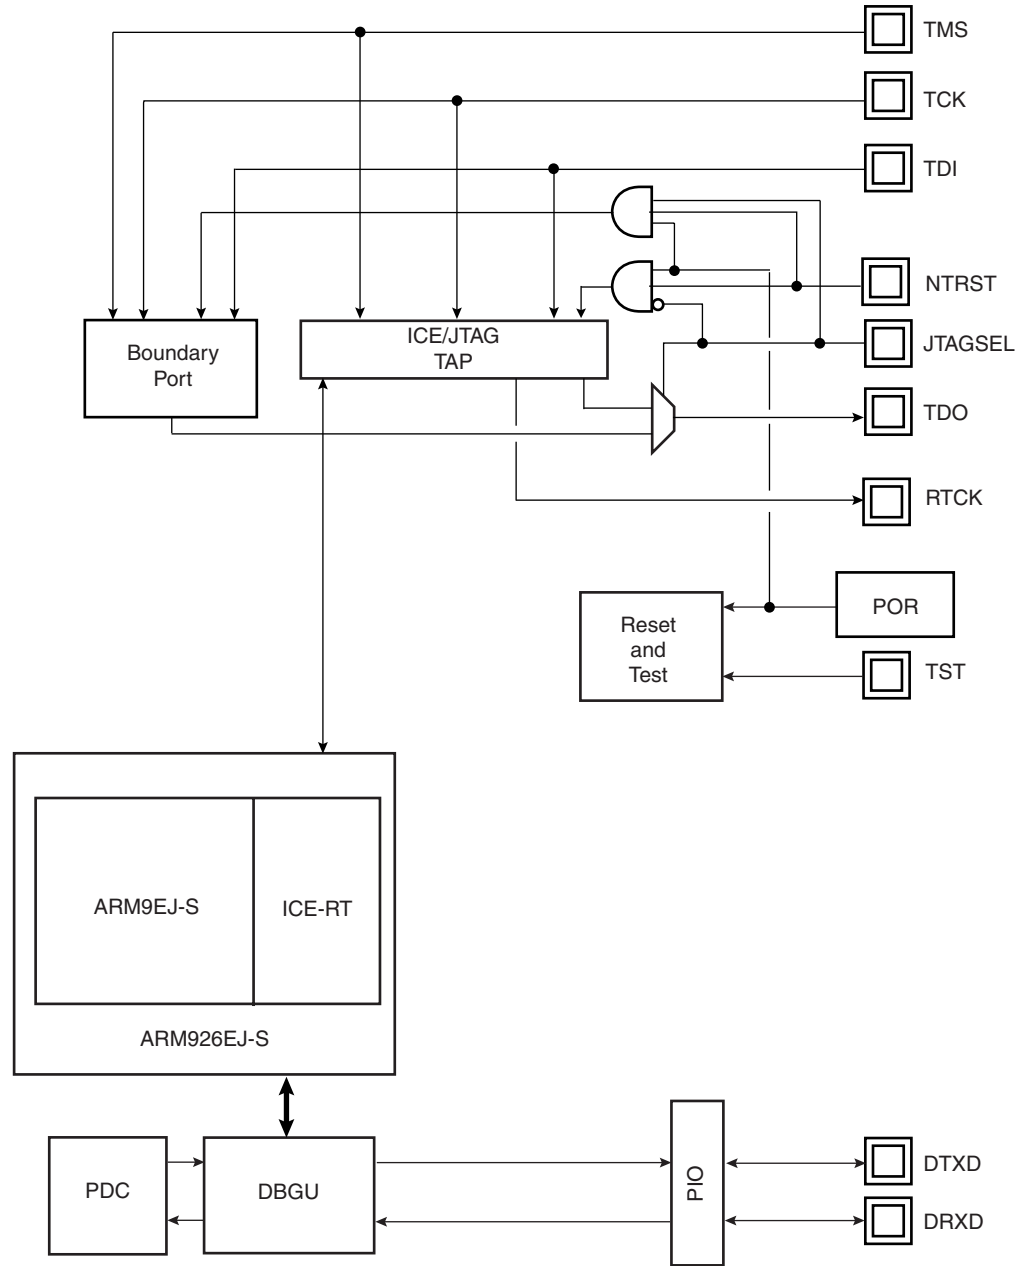 TMS
TCK
TDI
NTRST
JTAGSEL
ICE/JTAG
TAP
Boundary
Port
TDO
RTCK
POR
Reset
and
Test
TST
ARM9EJ-S
ICE-RT
ARM926EJ-S
PDC
DBGU
PIO
DTXD
DRXD